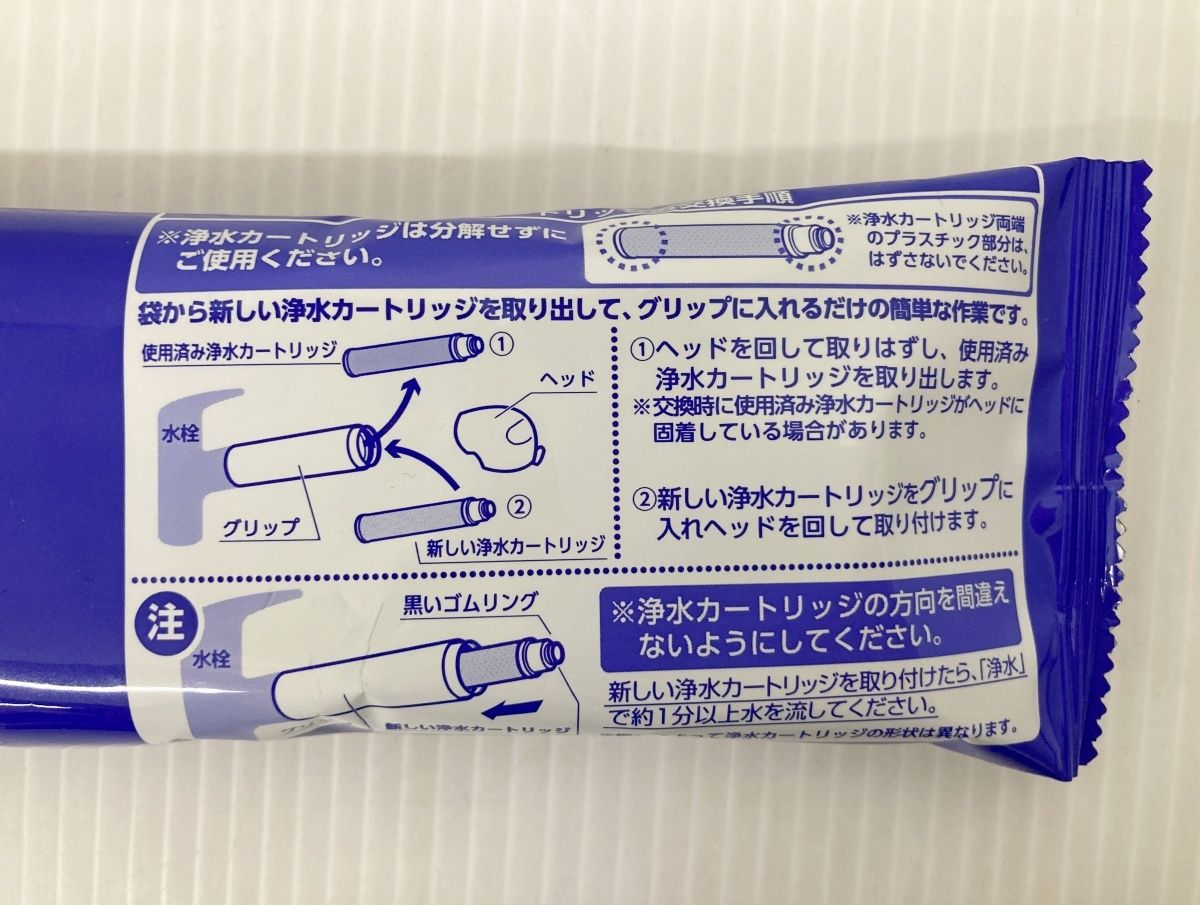 交換手順
※浄水カートリッジは分解せずに
ご使用ください。
※浄水カートリッジ両端
のプラスチック部分は、
はずさないでください。
袋から新しい浄水カートリッジを取り出して、グリップに入れるだけの簡単な作業です。
使用済み浄水カートリッジ
①
ヘッド
水栓
グリップ
②
新しい浄水カートリッジ
①ヘッドを回して取りはずし、使用済み
浄水カートリッジを取り出します。
※交換時に使用済み浄水カートリッジがヘッドに
固着している場合があります。
②新しい浄水カートリッジをグリップに
入れヘッドを回して取り付けます。
注
黒いゴムリング
水栓
新しい浄水カートリッジ
※浄水カートリッジの方向を間違え
ないようにしてください。
新しい浄水カートリッジを取り付けたら、「浄水」
で約1分以上水を流してください。
って浄水カートリッジの形状は異なります。